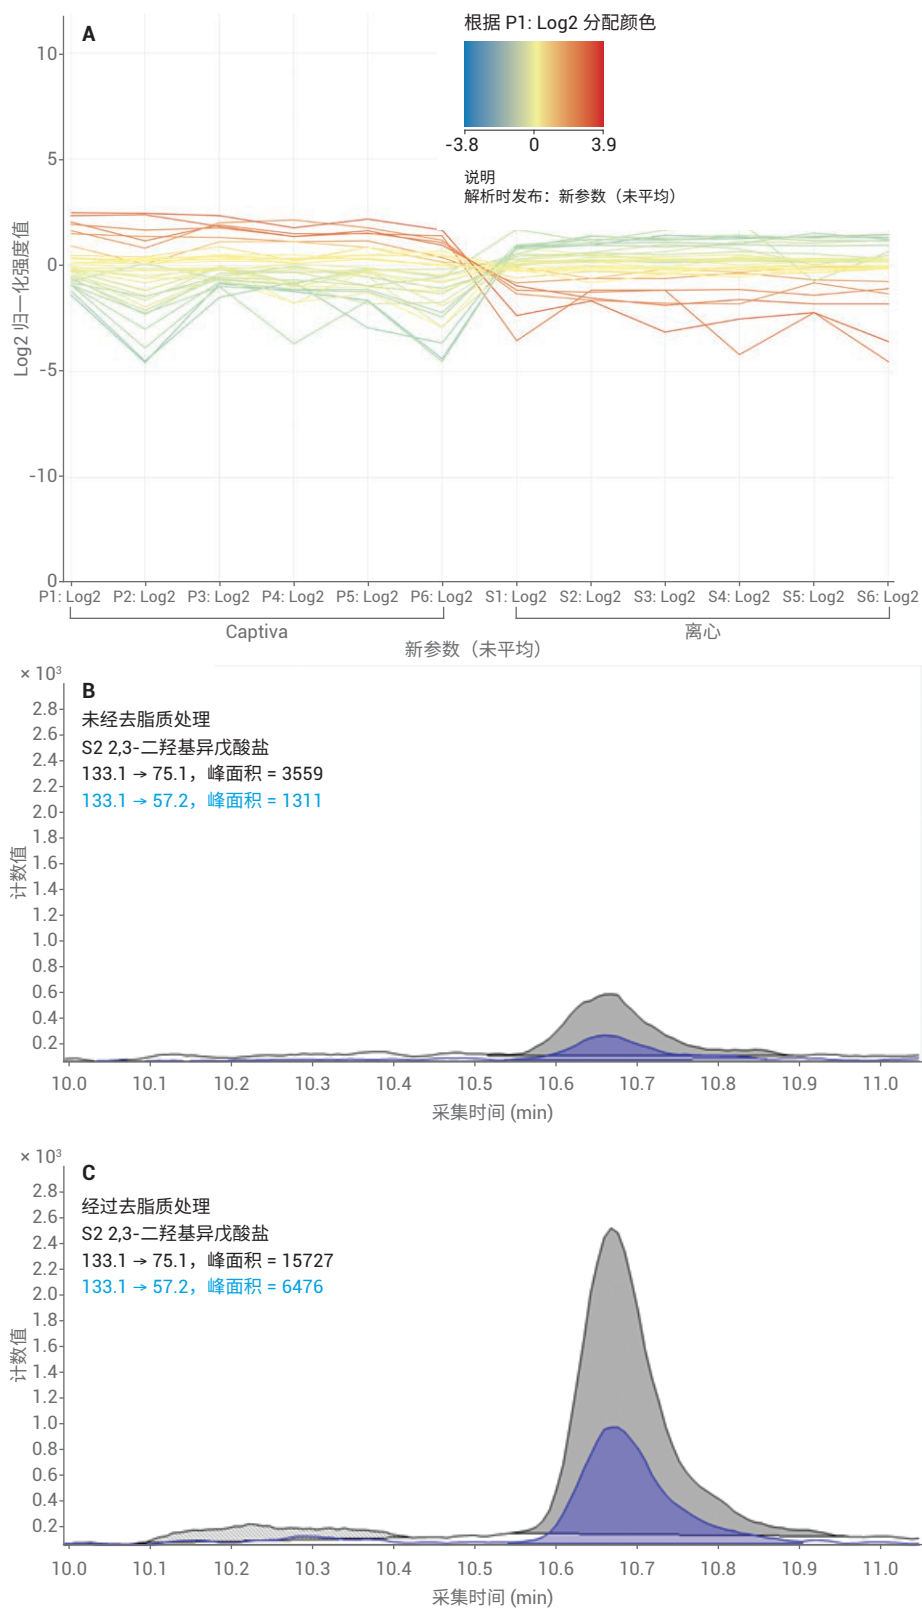 A
根据 P1: Log2 分配颜色
-3.8 0 3.9
说明
解析时发布：新参数（未平均）
Log2 归一化强度值
10
5
0
-5
-10
0
P1: Log2 P2: Log2 P3: Log2 P4: Log2 P5: Log2 P6: Log2 S1: Log2 S2: Log2 S3: Log2 S4: Log2 S5: Log2 S6: Log2
Captiva 离心
新参数（未平均）
× 10³
B
未经去脂质处理
S2 2,3-二羟基异戊酸盐
133.1 → 75.1，峰面积 = 3559
133.1 → 57.2，峰面积 = 1311
计数值
2.8
2.6
2.4
2.2
2.0
1.8
1.6
1.4
1.2
1.0
0.8
0.6
0.4
0.2
10.0 10.1 10.2 10.3 10.4 10.5 10.6 10.7 10.8 10.9 11.0
采集时间 (min)
× 10³
C
经过去脂质处理
S2 2,3-二羟基异戊酸盐
133.1 → 75.1，峰面积 = 15727
133.1 → 57.2，峰面积 = 6476
计数值
2.8
2.6
2.4
2.2
2.0
1.8
1.6
1.4
1.2
1.0
0.8
0.6
0.4
0.2
10.0 10.1 10.2 10.3 10.4 10.5 10.6 10.7 10.8 10.9 11.0
采集时间 (min)